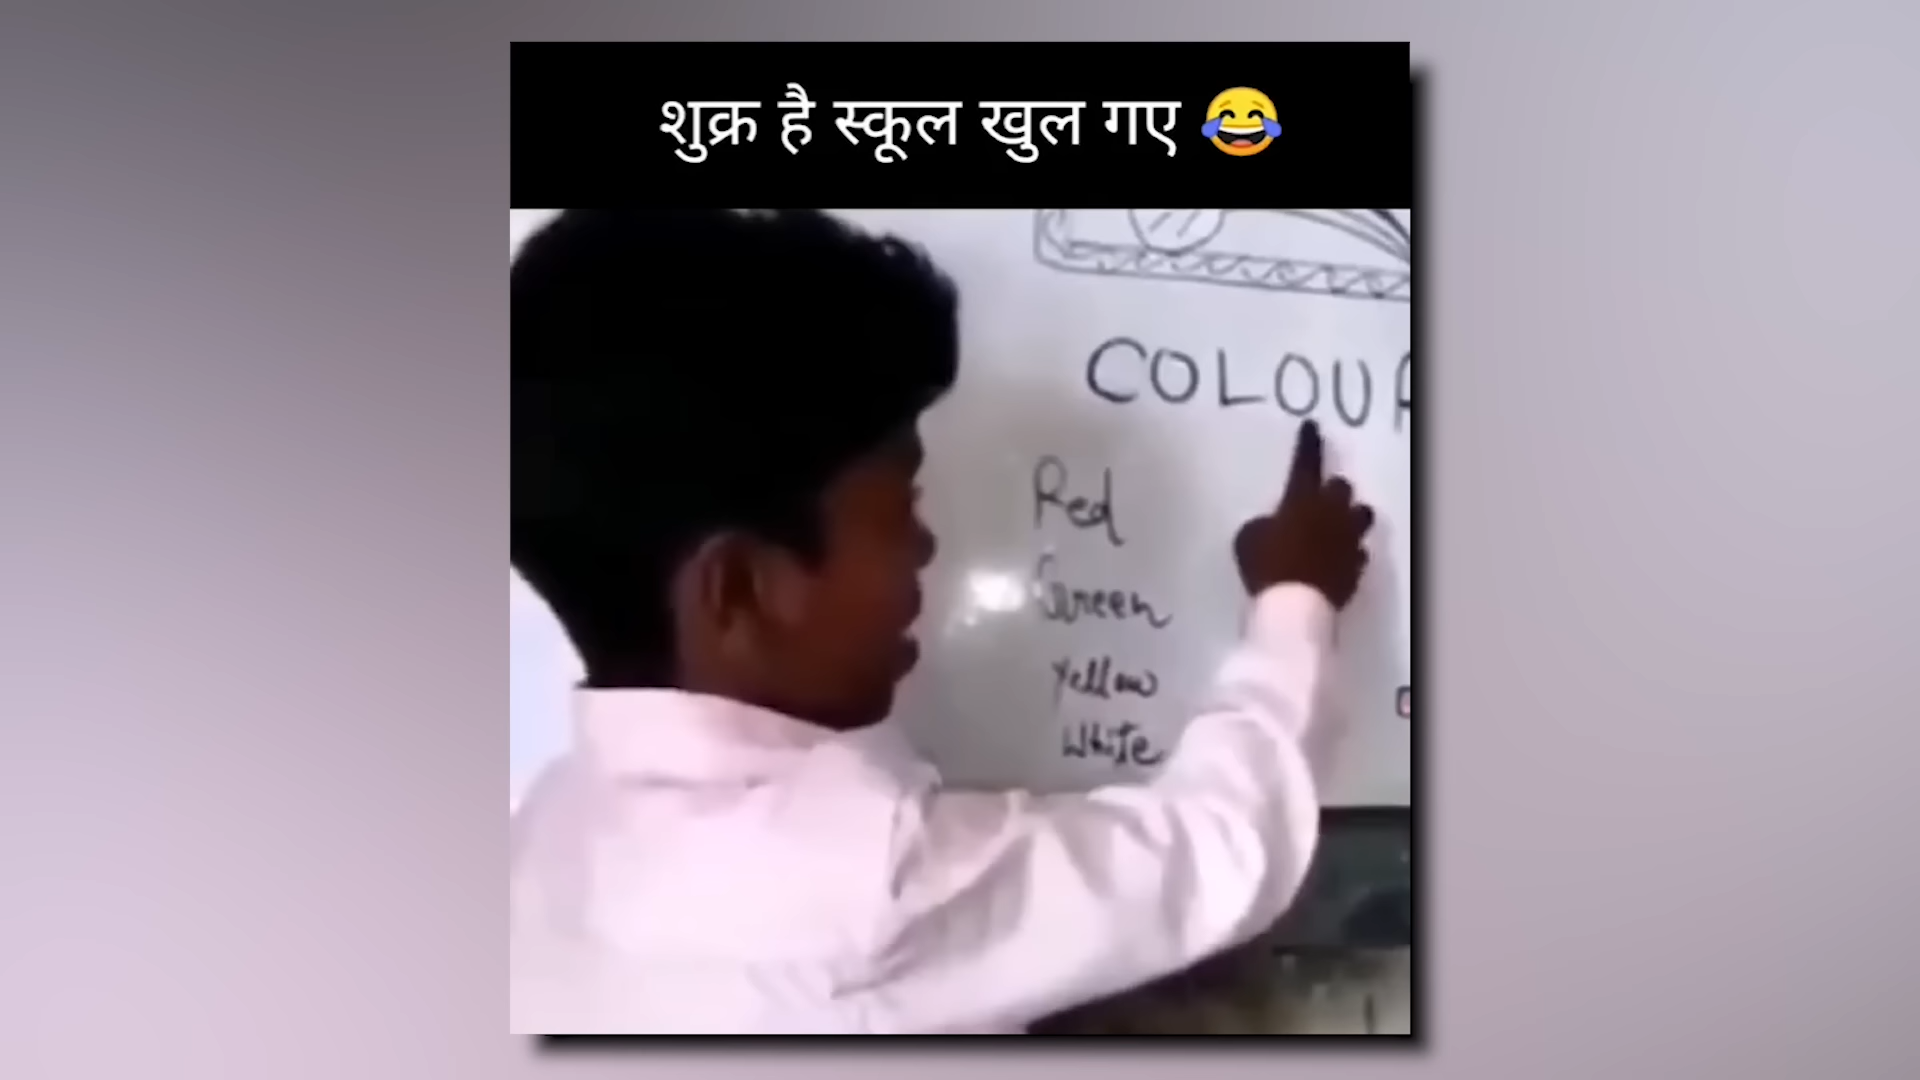 शुक्र है स्कूल खुल गए 😂
COLOU
Red
Green
Yellow
White